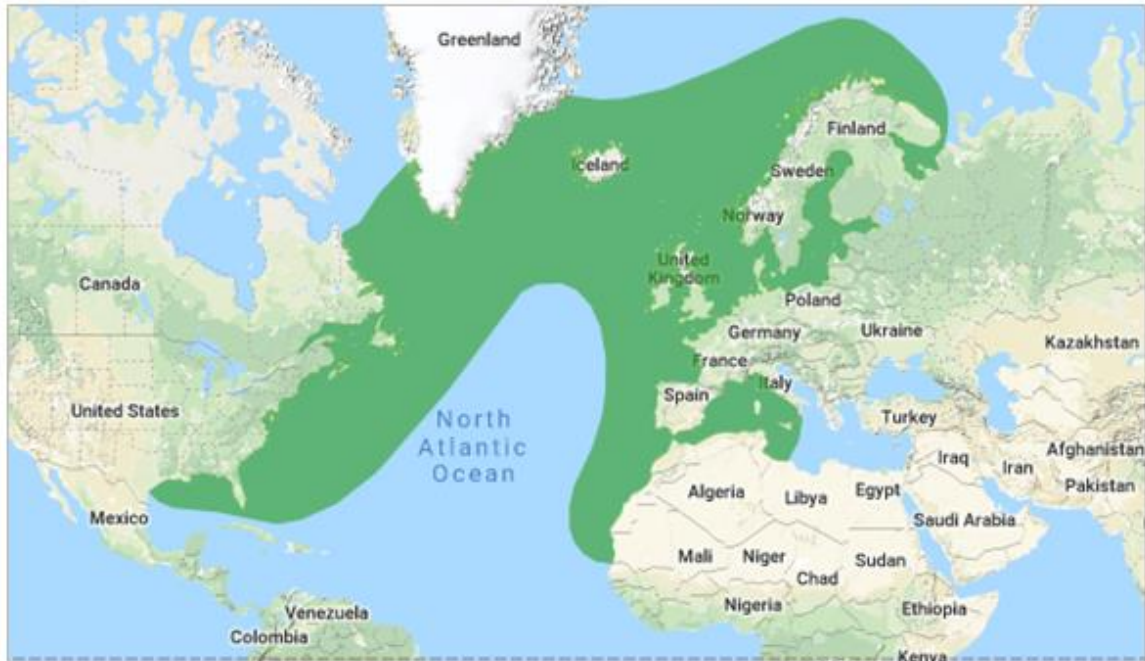 Greenland
Finland
Iceland
Sweden
Norway
United
Kingdom
Canada
Poland
Germany
Ukraine
Kazakhstan
France
Italy
Spain
United States
Turkey
North
Atlantic
Ocean
Afghanistan
Iraq
Iran
Algeria
Libya
Egypt
Pakistan
Mexico
Saudi Arabia
Mali
Niger
Sudan
Chad
Nigeria
Ethiopia
Venezuela
Colombia
Kenya